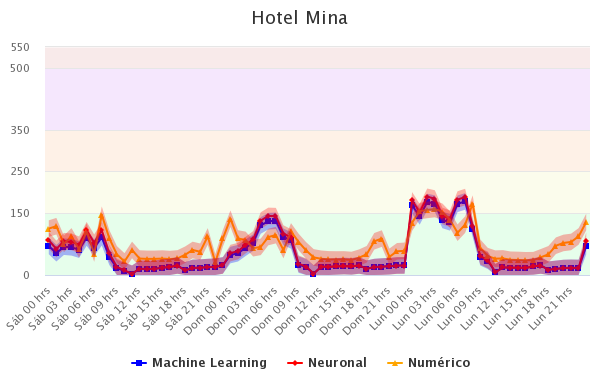 Hotel Mina
550
500
350
250
150
0
Sáb 00 hrs
Sáb 03 hrs
Sáb 06 hrs
Sáb 09 hrs
Sáb 12 hrs
Sáb 15 hrs
Sáb 18 hrs
Sáb 21 hrs
Dom 00 hrs
Dom 03 hrs
Dom 06 hrs
Dom 09 hrs
Dom 12 hrs
Dom 15 hrs
Dom 18 hrs
Dom 21 hrs
Lun 00 hrs
Lun 03 hrs
Lun 06 hrs
Lun 09 hrs
Lun 12 hrs
Lun 15 hrs
Lun 18 hrs
Lun 21 hrs
Machine Learning Neuronal Numérico